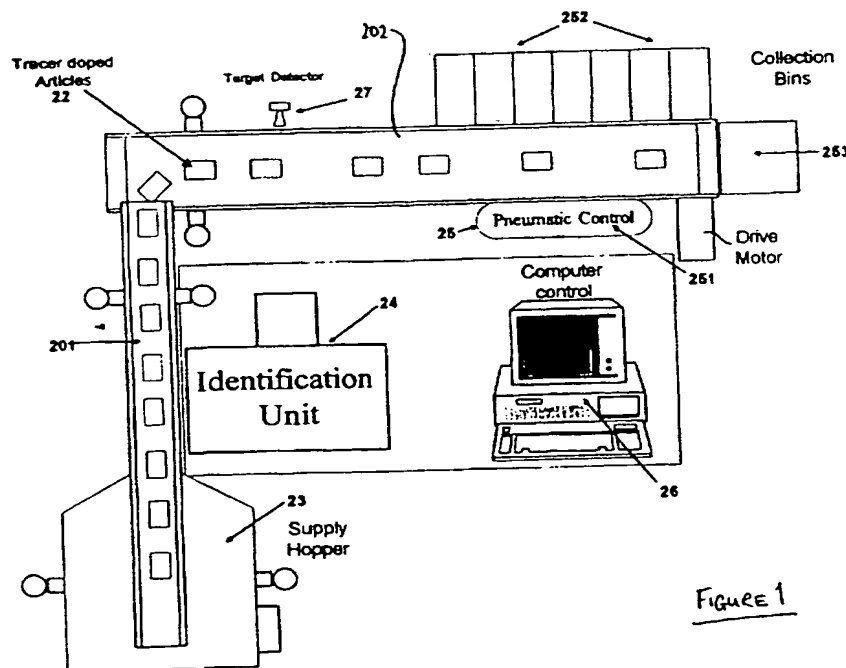 202
252
Tracer doped
Articles
22
Target Detector
27
Collection
Bins
253
25
Pneumatic Control
251
Drive
Motor
Computer
control
24
201
Identification
Unit
26
23
Supply
Hopper
FIGURE 1